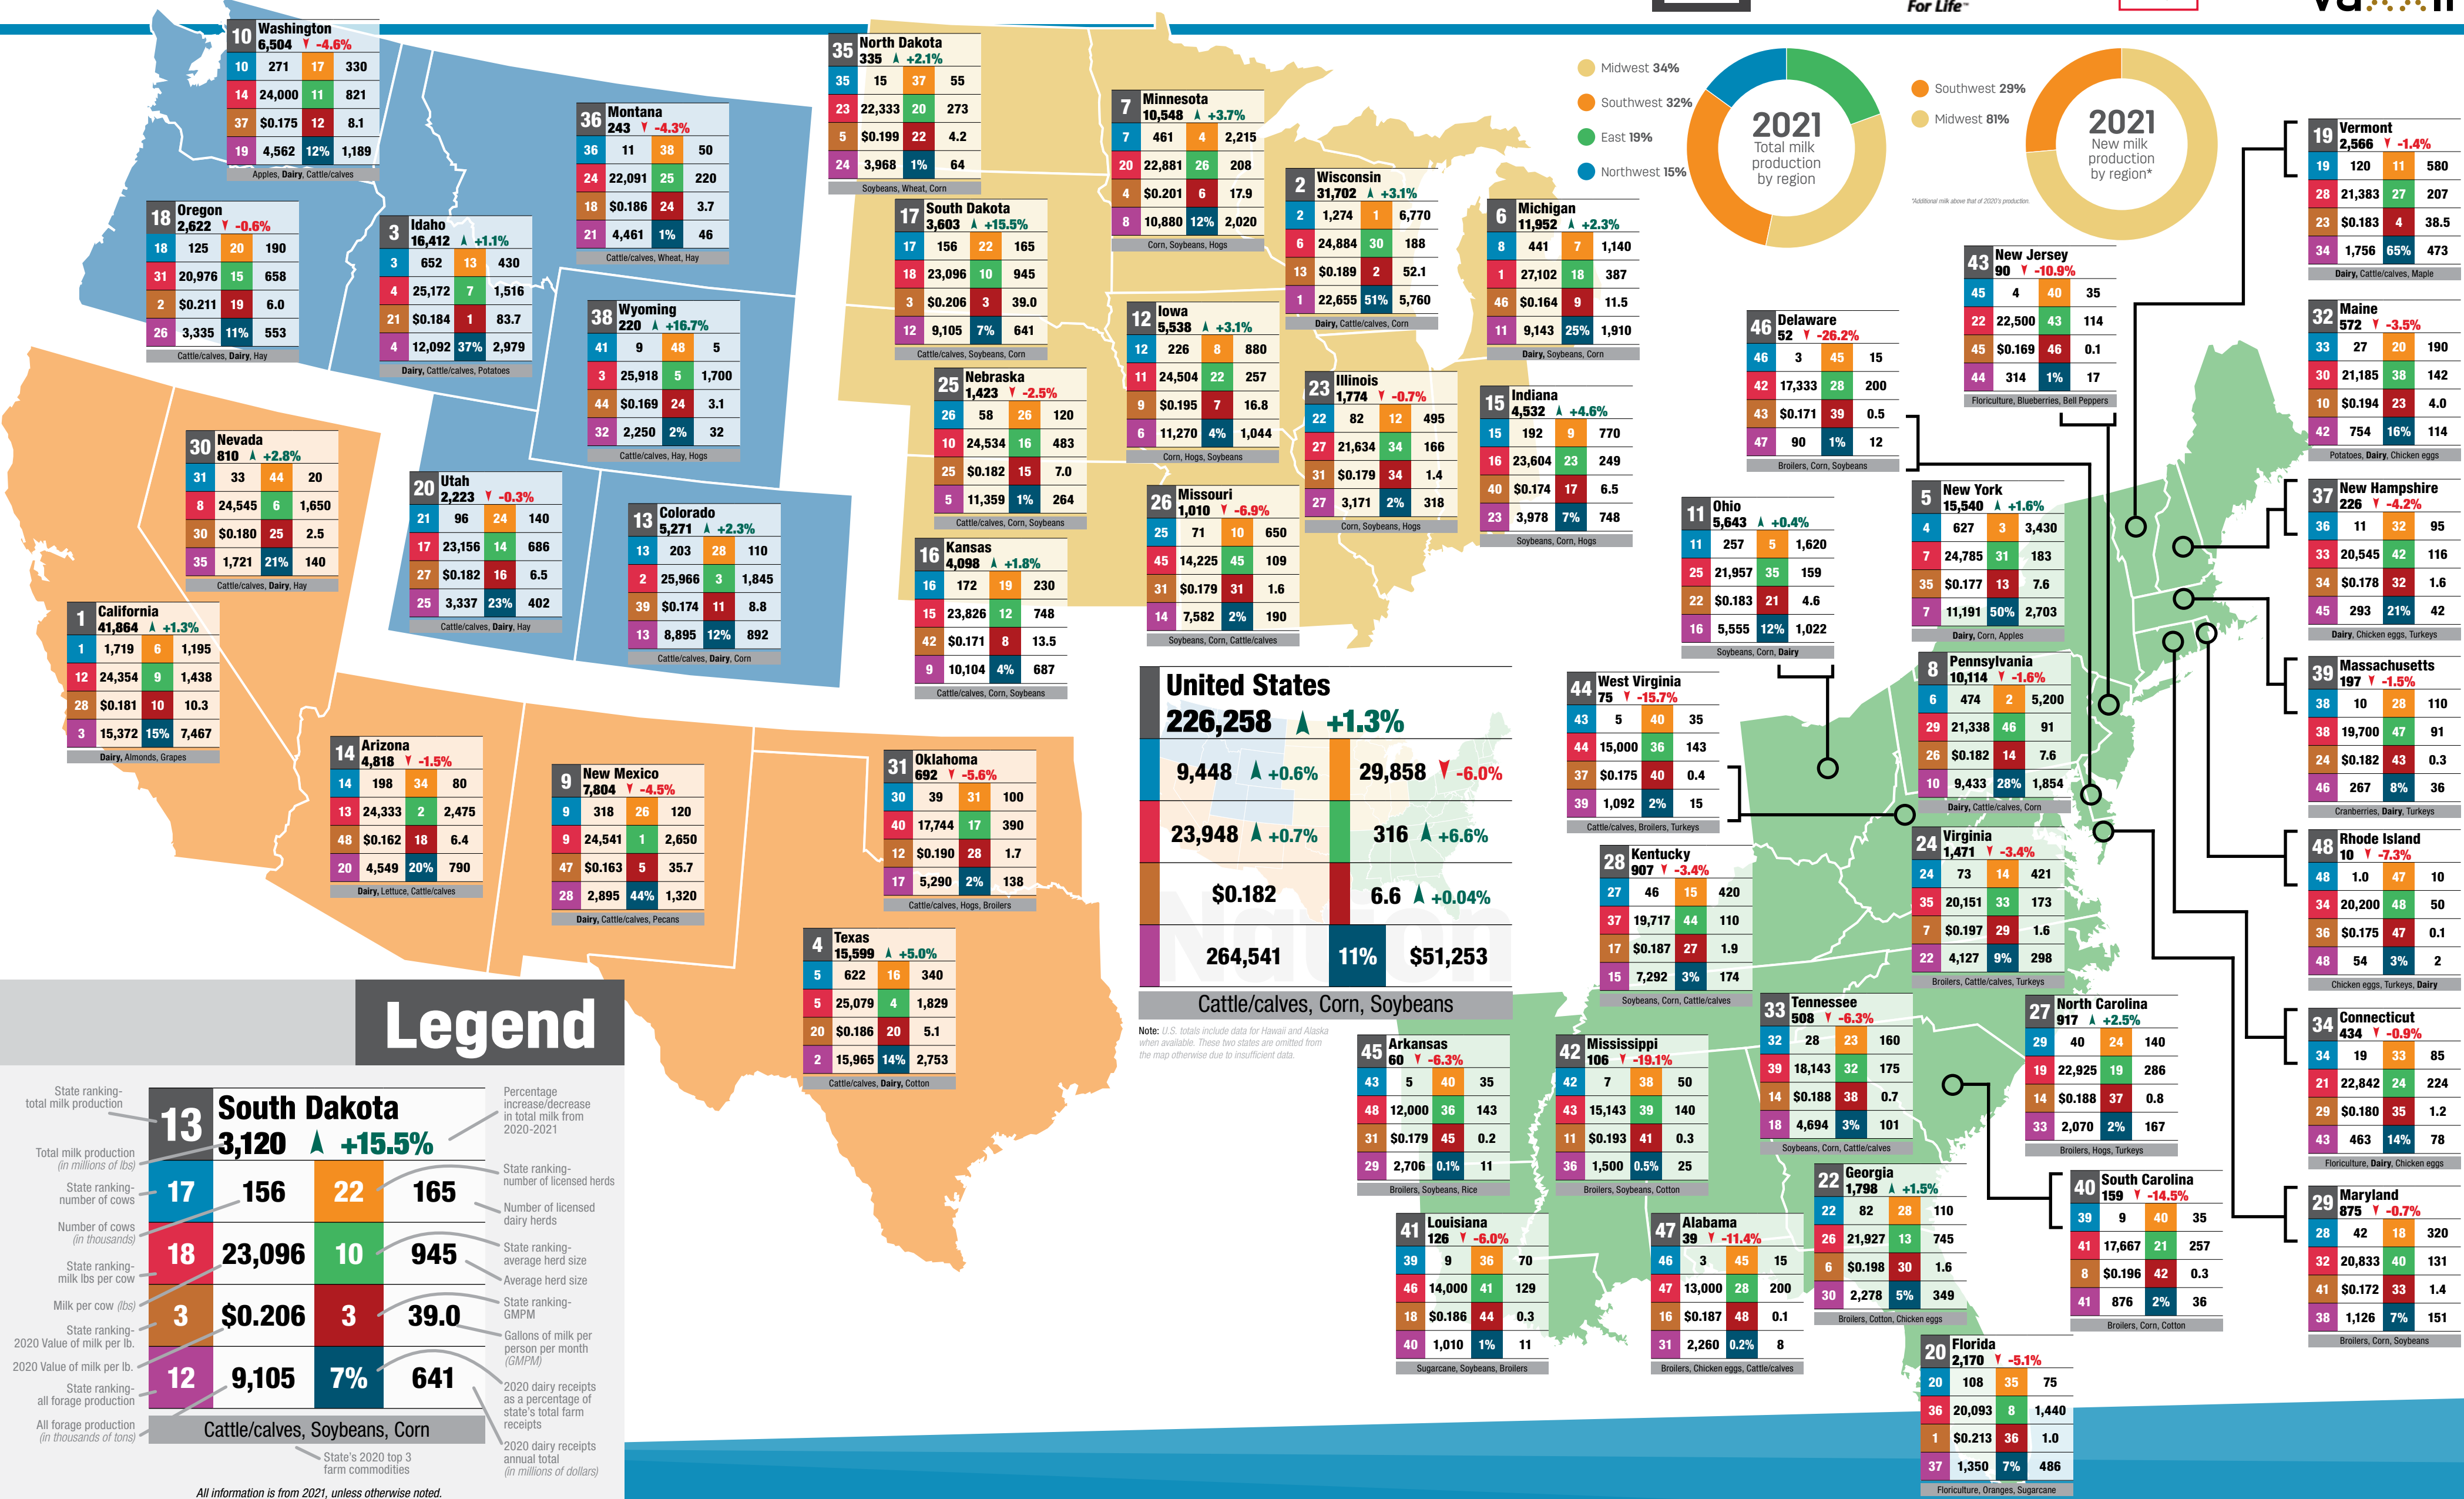 For Life™
Midwest 34%
Southwest 32%
East 19%
Northwest 15%
2021
Total milk
production
by region
Southwest 29%
Midwest 81%
2021
New milk
production
by region*
*Additional milk above that of 2020's production.
10 Washington
6,504 -4.6%
10 271 17 330
14 24,000 11 821
37 $0.175 12 8.1
19 4,562 12% 1,189
Apples, Dairy, Cattle/calves
18 Oregon
2,622 -0.6%
18 125 20 190
31 20,976 15 658
2 $0.211 19 6.0
26 3,335 11% 553
Cattle/calves, Dairy, Hay
3 Idaho
16,412 +1.1%
3 652 13 430
4 25,172 7 1,516
21 $0.184 1 83.7
4 12,092 37% 2,979
Dairy, Cattle/calves, Potatoes
36 Montana
243 -4.3%
36 11 38 50
24 22,091 25 220
18 $0.186 24 3.7
21 4,461 1% 46
Cattle/calves, Wheat, Hay
38 Wyoming
220 +16.7%
41 9 48 5
3 25,918 5 1,700
44 $0.169 24 3.1
32 2,250 2% 32
Cattle/calves, Hay, Hogs
30 Nevada
810 +2.8%
31 33 44 20
8 24,545 6 1,650
30 $0.180 25 2.5
35 1,721 21% 140
Cattle/calves, Dairy, Hay
20 Utah
2,223 -0.3%
21 96 24 140
17 23,156 14 686
27 $0.182 16 6.5
25 3,337 23% 402
Cattle/calves, Dairy, Hay
13 Colorado
5,271 +2.3%
13 203 28 110
2 25,966 3 1,845
39 $0.174 11 8.8
13 8,895 12% 892
Cattle/calves, Dairy, Corn
1 California
41,864 +1.3%
1 1,719 6 1,195
12 24,354 9 1,438
28 $0.181 10 10.3
3 15,372 15% 7,467
Dairy, Almonds, Grapes
14 Arizona
4,818 -1.5%
14 198 34 80
13 24,333 2 2,475
48 $0.162 18 6.4
20 4,549 20% 790
Dairy, Lettuce, Cattle/calves
9 New Mexico
7,804 -4.5%
9 318 26 120
9 24,541 1 2,650
47 $0.163 5 35.7
28 2,895 44% 1,320
Dairy, Cattle/calves, Pecans
31 Oklahoma
692 -5.6%
30 39 31 100
40 17,744 17 390
12 $0.190 28 1.7
17 5,290 2% 138
Cattle/calves, Hogs, Broilers
4 Texas
15,599 +5.0%
5 622 16 340
5 25,079 4 1,829
20 $0.186 20 5.1
2 15,965 14% 2,753
Cattle/calves, Dairy, Cotton
35 North Dakota
335 +2.1%
35 15 37 55
23 22,333 20 273
5 $0.199 22 4.2
24 3,968 1% 64
Soybeans, Wheat, Corn
17 South Dakota
3,603 +15.5%
17 156 22 165
18 23,096 10 945
3 $0.206 3 39.0
12 9,105 7% 641
Cattle/calves, Soybeans, Corn
25 Nebraska
1,423 -2.5%
26 58 26 120
10 24,534 16 483
25 $0.182 15 7.0
5 11,359 1% 264
Cattle/calves, Corn, Soybeans
16 Kansas
4,098 +1.8%
16 172 19 230
15 23,826 12 748
42 $0.171 8 13.5
9 10,104 4% 687
Cattle/calves, Corn, Soybeans
7 Minnesota
10,548 +3.7%
7 461 4 2,215
20 22,881 26 208
4 $0.201 6 17.9
8 10,880 12% 2,020
Corn, Soybeans, Hogs
2 Wisconsin
31,702 +3.1%
2 1,274 1 6,770
6 24,884 30 188
13 $0.189 2 52.1
1 22,655 51% 5,760
Dairy, Cattle/calves, Corn
6 Michigan
11,952 +2.3%
8 441 7 1,140
1 27,102 18 387
46 $0.164 9 11.5
11 9,143 25% 1,910
Dairy, Soybeans, Corn
12 Iowa
5,538 +3.1%
12 226 8 880
11 24,504 22 257
9 $0.195 7 16.8
6 11,270 4% 1,044
Corn, Hogs, Soybeans
23 Illinois
1,774 -0.7%
22 82 12 495
27 21,634 34 166
31 $0.179 34 1.4
27 3,171 2% 318
Corn, Soybeans, Hogs
15 Indiana
4,532 +4.6%
15 192 9 770
16 23,604 23 249
40 $0.174 17 6.5
23 3,978 7% 748
Soybeans, Corn, Hogs
26 Missouri
1,010 -6.9%
25 71 10 650
45 14,225 45 109
31 $0.179 31 1.6
14 7,582 2% 190
Soybeans, Corn, Cattle/calves
11 Ohio
5,643 +0.4%
11 257 5 1,620
25 21,957 35 159
22 $0.183 21 4.6
16 5,555 12% 1,022
Soybeans, Corn, Dairy
46 Delaware
52 -26.2%
46 3 45 15
42 17,333 28 200
43 $0.171 39 0.5
47 90 1% 12
Broilers, Corn, Soybeans
43 New Jersey
90 -10.9%
45 4 40 35
22 22,500 43 114
45 $0.169 46 0.1
44 314 1% 17
Floriculture, Blueberries, Bell Peppers
5 New York
15,540 +1.6%
4 627 3 3,430
7 24,785 31 183
35 $0.177 13 7.6
7 11,191 50% 2,703
Dairy, Corn, Apples
8 Pennsylvania
10,114 -1.6%
6 474 2 5,200
29 21,338 46 91
26 $0.182 14 7.6
10 9,433 28% 1,854
Dairy, Cattle/calves, Corn
24 Virginia
1,471 -3.4%
24 73 14 421
35 20,151 33 173
7 $0.197 29 1.6
22 4,127 9% 298
Broilers, Cattle/calves, Turkeys
44 West Virginia
75 -15.7%
43 5 40 35
44 15,000 36 143
37 $0.175 40 0.4
39 1,092 2% 15
Cattle/calves, Broilers, Turkeys
28 Kentucky
907 -3.4%
27 46 15 420
37 19,717 44 110
17 $0.187 27 1.9
15 7,292 3% 174
Soybeans, Corn, Cattle/calves
33 Tennessee
508 -6.3%
32 28 23 160
39 18,143 32 175
14 $0.188 38 0.7
18 4,694 3% 101
Soybeans, Corn, Cattle/calves
27 North Carolina
917 +2.5%
29 40 24 140
19 22,925 19 286
14 $0.188 37 0.8
33 2,070 2% 167
Broilers, Hogs, Turkeys
45 Arkansas
60 -6.3%
43 5 40 35
48 12,000 36 143
31 $0.179 45 0.2
29 2,706 0.1% 11
Broilers, Soybeans, Rice
42 Mississippi
106 -19.1%
42 7 38 50
43 15,143 39 140
11 $0.193 41 0.3
36 1,500 0.5% 25
Broilers, Soybeans, Cotton
41 Louisiana
126 -6.0%
39 9 36 70
46 14,000 41 129
18 $0.186 44 0.3
40 1,010 1% 11
Sugarcane, Soybeans, Broilers
47 Alabama
39 -11.4%
46 3 45 15
47 13,000 28 200
16 $0.187 48 0.1
31 2,260 0.2% 8
Broilers, Chicken eggs, Cattle/calves
22 Georgia
1,798 +1.5%
22 82 28 110
26 21,927 13 745
6 $0.198 30 1.6
30 2,278 5% 349
Broilers, Cotton, Chicken eggs
40 South Carolina
159 -14.5%
39 9 40 35
41 17,667 21 257
8 $0.196 42 0.3
41 876 2% 36
Broilers, Corn, Cotton
20 Florida
2,170 -5.1%
20 108 35 75
36 20,093 8 1,440
1 $0.213 36 1.0
37 1,350 7% 486
Floriculture, Oranges, Sugarcane
19 Vermont
2,566 -1.4%
19 120 11 580
28 21,383 27 207
23 $0.183 4 38.5
34 1,756 65% 473
Dairy, Cattle/calves, Maple
32 Maine
572 -3.5%
33 27 20 190
30 21,185 38 142
10 $0.194 23 4.0
42 754 16% 114
Potatoes, Dairy, Chicken eggs
37 New Hampshire
226 -4.2%
36 11 32 95
33 20,545 42 116
34 $0.178 32 1.6
45 293 21% 42
Dairy, Chicken eggs, Turkeys
39 Massachusetts
197 -1.5%
38 10 28 110
38 19,700 47 91
24 $0.182 43 0.3
46 267 8% 36
Cranberries, Dairy, Turkeys
48 Rhode Island
10 -7.3%
48 1.0 47 10
34 20,200 48 50
36 $0.175 47 0.1
48 54 3% 2
Chicken eggs, Turkeys, Dairy
34 Connecticut
434 -0.9%
34 19 33 85
21 22,842 24 224
29 $0.180 35 1.2
43 463 14% 78
Floriculture, Dairy, Chicken eggs
29 Maryland
875 -0.7%
28 42 18 320
32 20,833 40 131
41 $0.172 33 1.4
38 1,126 7% 151
Broilers, Corn, Soybeans
United States
226,258 +1.3%
9,448 +0.6% 29,858 -6.0%
23,948 +0.7% 316 +6.6%
$0.182 6.6 +0.04%
264,541 11% $51,253
Nation
Cattle/calves, Corn, Soybeans
Note: U.S. totals include data for Hawaii and Alaska
when available. These two states are omitted from
the map otherwise due to insufficient data.
Legend
13 South Dakota
3,120 +15.5%
17 156 22 165
18 23,096 10 945
3 $0.206 3 39.0
12 9,105 7% 641
Cattle/calves, Soybeans, Corn
State ranking-
total milk production
Total milk production
(in millions of lbs)
State ranking-
number of cows
Number of cows
(in thousands)
State ranking-
milk lbs per cow
Milk per cow (lbs)
State ranking-
2020 Value of milk per lb.
2020 Value of milk per lb.
State ranking-
all forage production
All forage production
(in thousands of tons)
Percentage
increase/decrease
in total milk from
2020-2021
State ranking-
number of licensed herds
Number of licensed
dairy herds
State ranking-
average herd size
Average herd size
State ranking-
GMPM
Gallons of milk per
person per month
(GMPM)
2020 dairy receipts
as a percentage of
state's total farm
receipts
2020 dairy receipts
annual total
(in millions of dollars)
State's 2020 top 3
farm commodities
All information is from 2021, unless otherwise noted.